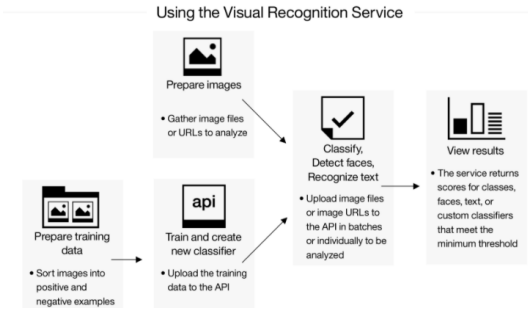 Using the Visual Recognition Service
Prepare images
• Gather image files
or URLs to analyze
Prepare training
data
• Sort images into
positive and
negative examples
api
Train and create
new classifier
• Upload the training
data to the API
Classify,
Detect faces,
Recognize text
• Upload image files
or image URLs to
the API in batches
or individually to be
analyzed
View results
• The service returns
scores for classes,
faces, text, or
custom classifiers
that meet the
minimum threshold